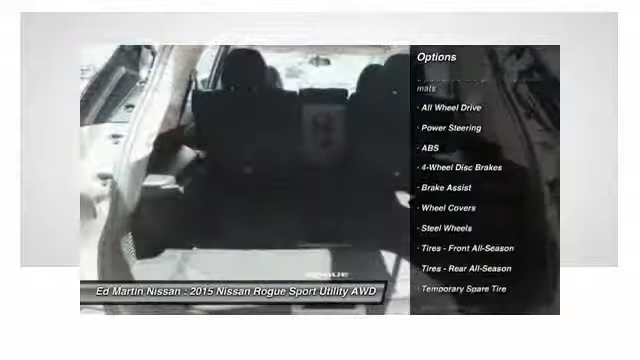 Options
mats
· All Wheel Drive
· Power Steering
· ABS
· 4-Wheel Disc Brakes
· Brake Assist
· Wheel Covers
· Steel Wheels
· Tires - Front All-Season
· Tires - Rear All-Season
· Temporary Spare Tire
ROGUE
Ed Martin Nissan : 2015 Nissan Rogue Sport Utility AWD